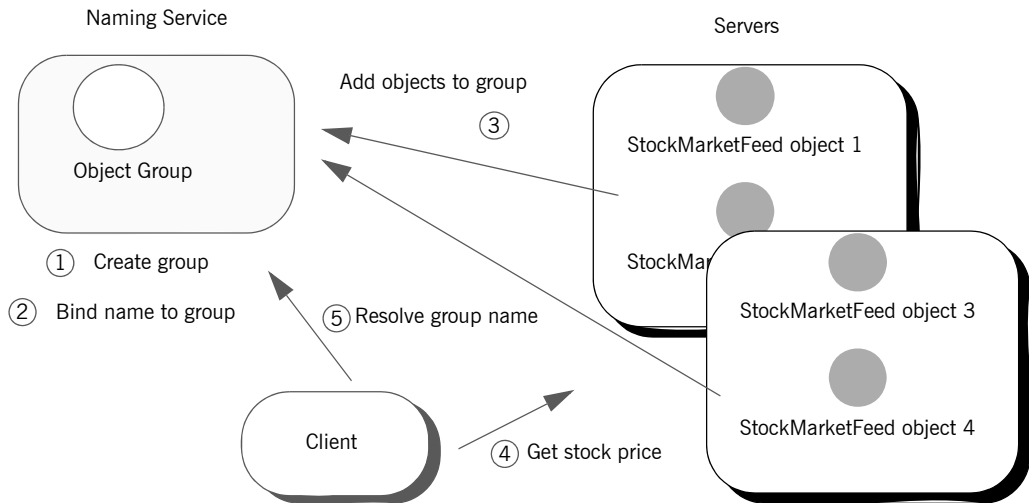 Naming Service
Servers
Add objects to group
3
StockMarketFeed object 1
Object Group
StockMar
1 Create group
2 Bind name to group
5 Resolve group name
StockMarketFeed object 3
Client
4 Get stock price
StockMarketFeed object 4